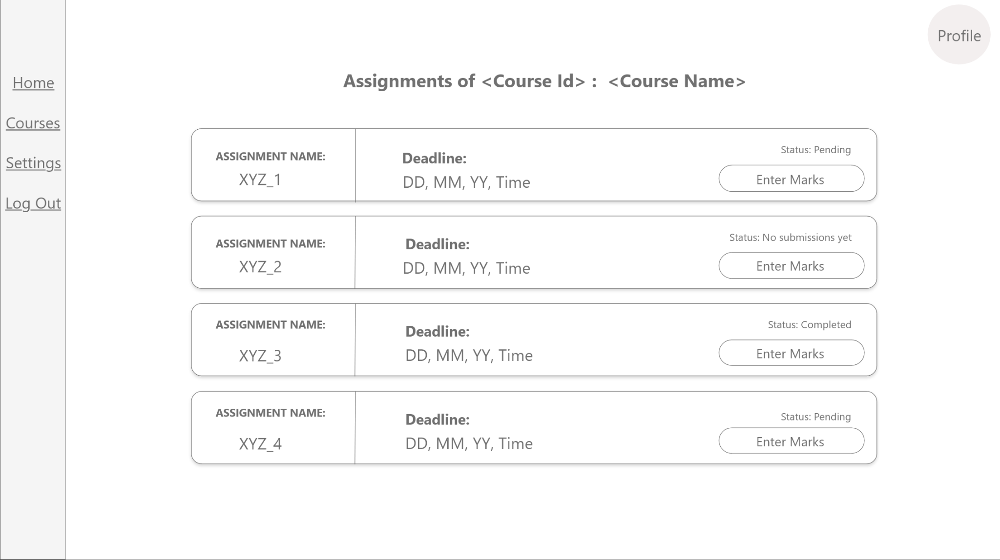 Profile
Home
Courses
Settings
Log Out
Assignments of <Course Id> :  <Course Name>
ASSIGNMENT NAME:
XYZ_1
Deadline:
DD, MM, YY, Time
Status: Pending
Enter Marks
ASSIGNMENT NAME:
XYZ_2
Deadline:
DD, MM, YY, Time
Status: No submissions yet
Enter Marks
ASSIGNMENT NAME:
XYZ_3
Deadline:
DD, MM, YY, Time
Status: Completed
Enter Marks
ASSIGNMENT NAME:
XYZ_4
Deadline:
DD, MM, YY, Time
Status: Pending
Enter Marks